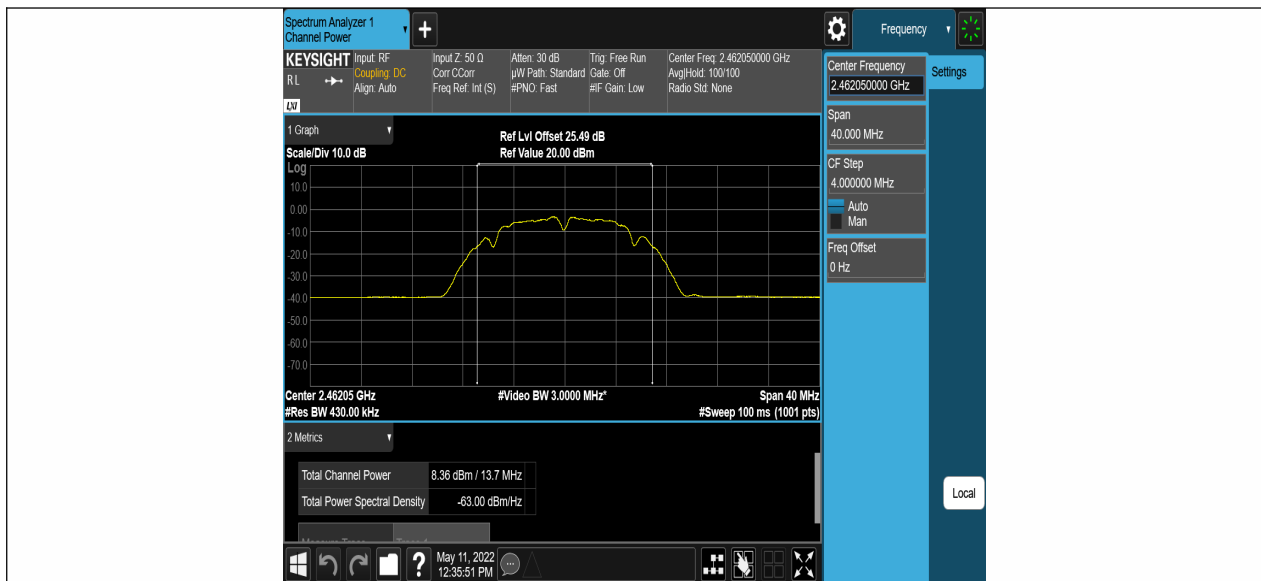 Spectrum Analyzer 1
Channel Power
+
Frequency
KEYSIGHT
RL
LXI
Input: RF
Coupling: DC
Align: Auto
Input Z: 50 Ω
Corr CCorr
Freq Ref: Int (S)
Atten: 30 dB
µW Path: Standard
#PNO: Fast
Trig: Free Run
Gate: Off
#IF Gain: Low
Center Freq: 2.462050000 GHz
Avg|Hold: 100/100
Radio Std: None
Center Frequency
2.462050000 GHz
Settings
Span
40.000 MHz
CF Step
4.000000 MHz
Auto
Man
Freq Offset
0 Hz
Local
1 Graph
Scale/Div 10.0 dB
Ref Lvl Offset 25.49 dB
Ref Value 20.00 dBm
Log
10.0
0.00
-10.0
-20.0
-30.0
-40.0
-50.0
-60.0
-70.0
Center 2.46205 GHz
#Video BW 3.0000 MHz*
Span 40 MHz
#Res BW 430.00 kHz
#Sweep 100 ms (1001 pts)
2 Metrics
Total Channel Power 8.36 dBm / 13.7 MHz
Total Power Spectral Density -63.00 dBm/Hz
?
May 11, 2022
12:35:51 PM